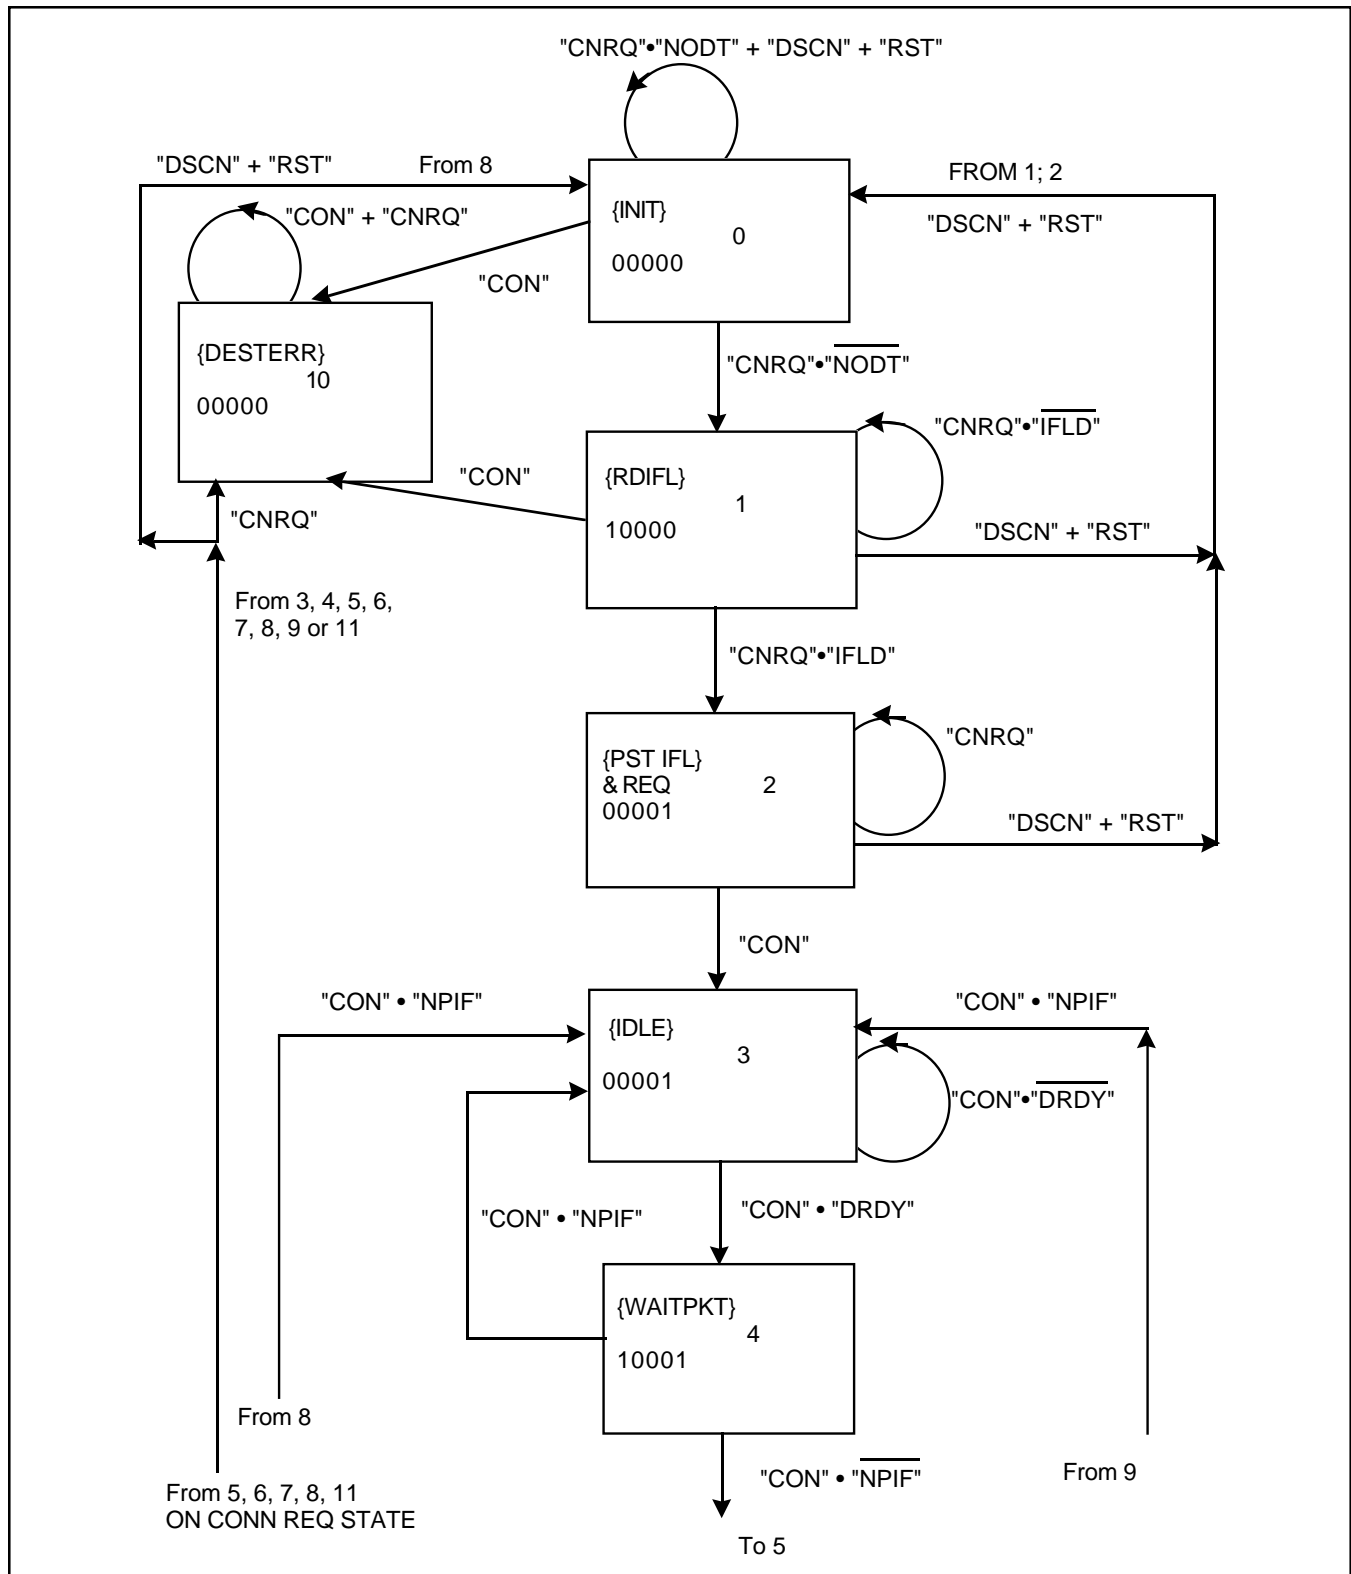 "CNRQ"•"NODT" + "DSCN" + "RST"
"DSCN" + "RST"
From 8
FROM 1; 2
"CON" + "CNRQ"
{INIT}
0
00000
"DSCN" + "RST"
"CON"
{DESTERR}
10
00000
"CNRQ"•"N̅O̅D̅T̅"
"CNRQ"•"I̅F̅L̅D̅"
"CON"
{RDIFL}
1
10000
"CNRQ"
"DSCN" + "RST"
From 3, 4, 5, 6,
7, 8, 9 or 11
"CNRQ"•"IFLD"
{PST IFL}
& REQ
2
00001
"CNRQ"
"DSCN" + "RST"
"CON"
"CON" • "NPIF"
"CON" • "NPIF"
{IDLE}
3
00001
"CON"•"D̅R̅D̅Y̅"
"CON" • "NPIF"
"CON" • "DRDY"
{WAITPKT}
4
10001
From 8
"CON" • "N̅P̅I̅F̅"
From 9
From 5, 6, 7, 8, 11
ON CONN REQ STATE
To 5